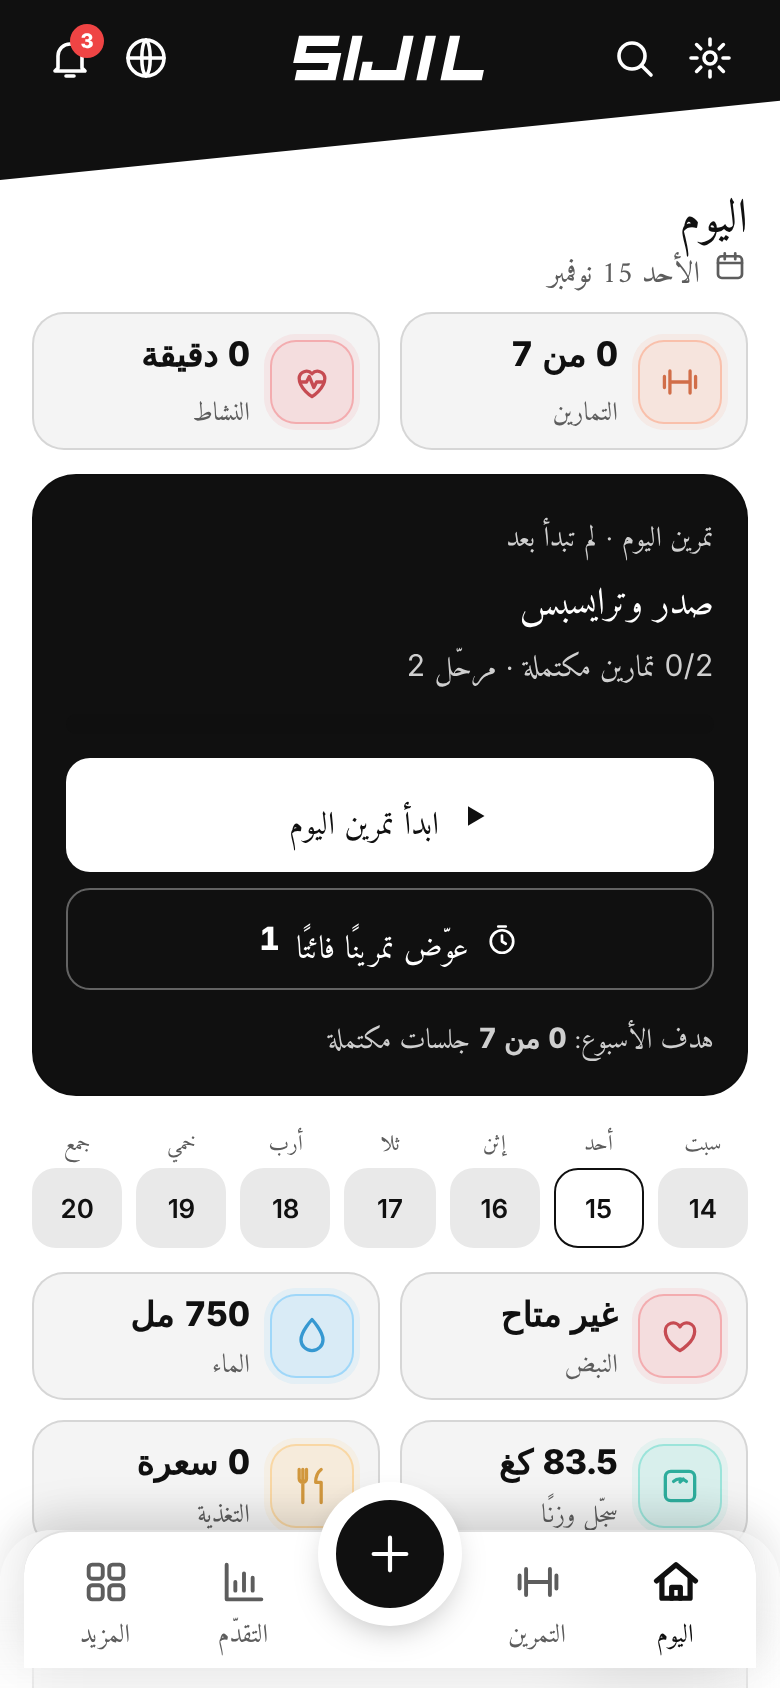 3
SIJIL
اليوم
الأحد 15 نوفمبر
0 من 7
التمارين
0 دقيقة
النشاط
تمرين اليوم · لم تبدأ بعد
صدر وترايسبس
0/2 تمارين مكتملة · مرحّل 2
ابدأ تمرين اليوم
عوّض تمرينًا فائتًا 1
هدف الأسبوع: 0 من 7 جلسات مكتملة
سبت أحد إثن ثلا أرب خمي جمع
14 15 16 17 18 19 20
غير متاح
النبض
750 مل
الماء
83.5 كغ
سجّل وزنًا
0 سعرة
التغذية
اليوم التمرين التقدّم المزيد